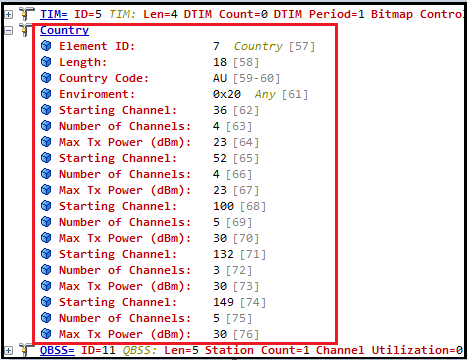 TIM= ID=5 TIM: Len=4 DTIM Count=0 DTIM Period=1 Bitmap Control
Country
Element ID: 7 Country [57]
Length: 18 [58]
Country Code: AU [59-60]
Enviroment: 0x20 Any [61]
Starting Channel: 36 [62]
Number of Channels: 4 [63]
Max Tx Power (dBm): 23 [64]
Starting Channel: 52 [65]
Number of Channels: 4 [66]
Max Tx Power (dBm): 23 [67]
Starting Channel: 100 [68]
Number of Channels: 5 [69]
Max Tx Power (dBm): 30 [70]
Starting Channel: 132 [71]
Number of Channels: 3 [72]
Max Tx Power (dBm): 30 [73]
Starting Channel: 149 [74]
Number of Channels: 5 [75]
Max Tx Power (dBm): 30 [76]
QBSS= ID=11 QBSS: Len=5 Station Count=1 Channel Utilization=0